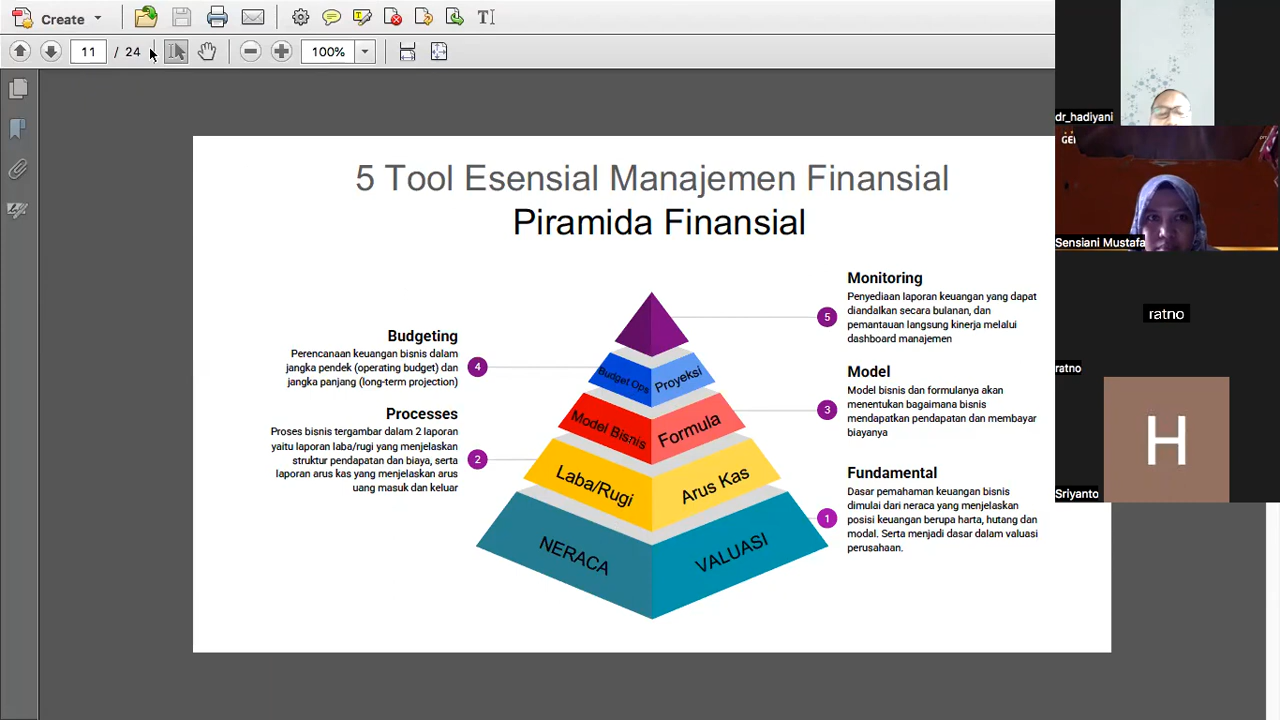 Create
11 / 24
100%
5 Tool Esensial Manajemen Finansial
Piramida Finansial
Monitoring
Penyediaan laporan keuangan yang dapat
diandalkan secara bulanan, dan
pemantauan langsung kinerja melalui
dashboard manajemen
5
Budgeting
Perencanaan keuangan bisnis dalam
jangka pendek (operating budget) dan
jangka panjang (long-term projection)
4
Budget Ops
Proyeksi
Model
Model bisnis dan formulanya akan
menentukan bagaimana bisnis
mendapatkan pendapatan dan membayar
biayanya
3
Model Bisnis
Formula
Processes
Proses bisnis tergambar dalam 2 laporan
yaitu laporan laba/rugi yang menjelaskan
struktur pendapatan dan biaya, serta
laporan arus kas yang menjelaskan arus
uang masuk dan keluar
2
Laba/Rugi
Arus Kas
Fundamental
Dasar pemahaman keuangan bisnis
dimulai dari neraca yang menjelaskan
posisi keuangan berupa harta, hutang dan
modal. Serta menjadi dasar dalam valuasi
perusahaan.
1
NERACA
VALUASI
dr_hadiyani
Sensiani Mustafa
ratno
ratno
H
Sriyanto